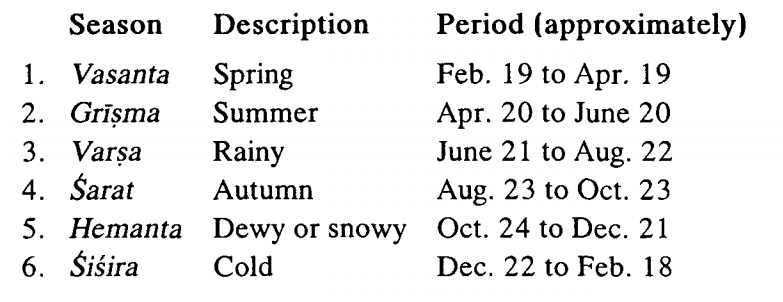 Season Description Period (approximately)
1. Vasanta Spring Feb. 19 to Apr. 19
2. Grīṣma Summer Apr. 20 to June 20
3. Varṣa Rainy June 21 to Aug. 22
4. Śarat Autumn Aug. 23 to Oct. 23
5. Hemanta Dewy or snowy Oct. 24 to Dec. 21
6. Śiśira Cold Dec. 22 to Feb. 18